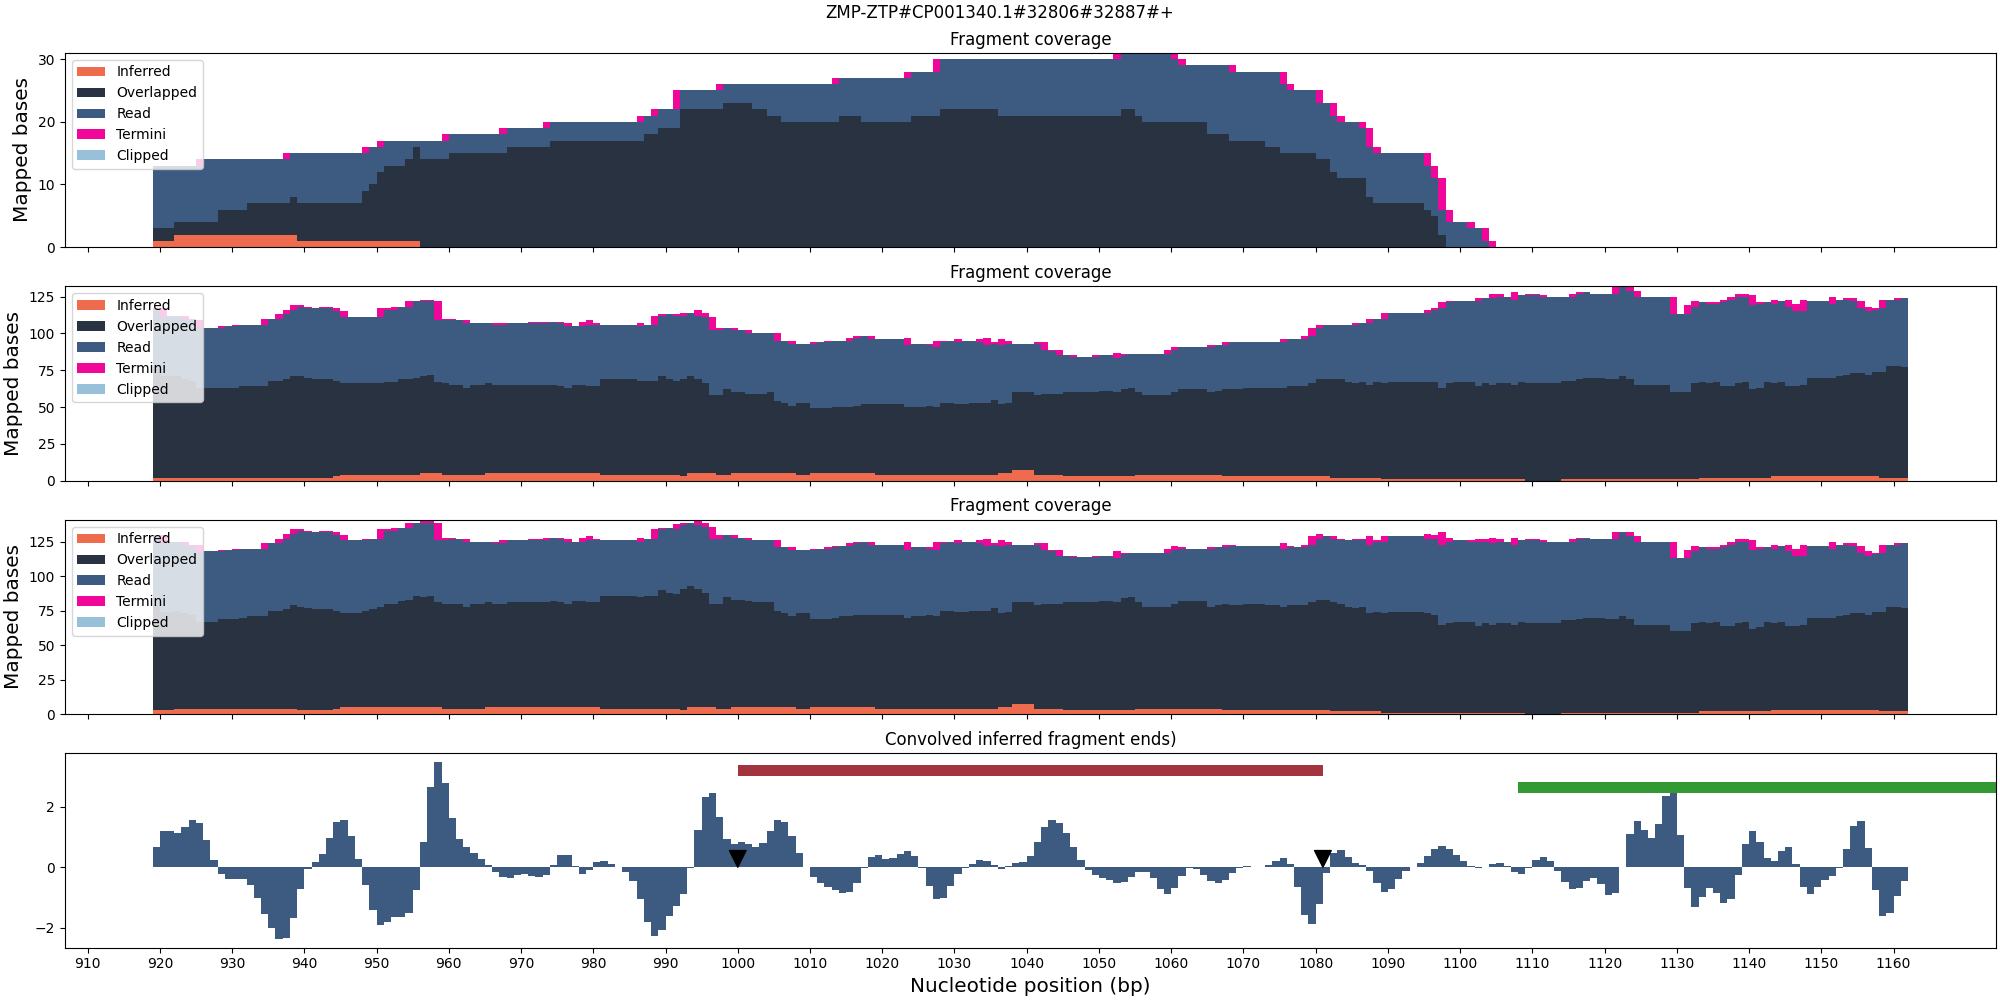 ZMP-ZTP#CP001340.1#32806#32887#+
Fragment coverage
Mapped bases
30
20
10
0
Inferred
Overlapped
Read
Termini
Clipped
Fragment coverage
Mapped bases
125
100
75
50
25
0
Inferred
Overlapped
Read
Termini
Clipped
Fragment coverage
Mapped bases
125
100
75
50
25
0
Inferred
Overlapped
Read
Termini
Clipped
Convolved inferred fragment ends)
2
0
−2
910 920 930 940 950 960 970 980 990 1000 1010 1020 1030 1040 1050 1060 1070 1080 1090 1100 1110 1120 1130 1140 1150 1160
Nucleotide position (bp)